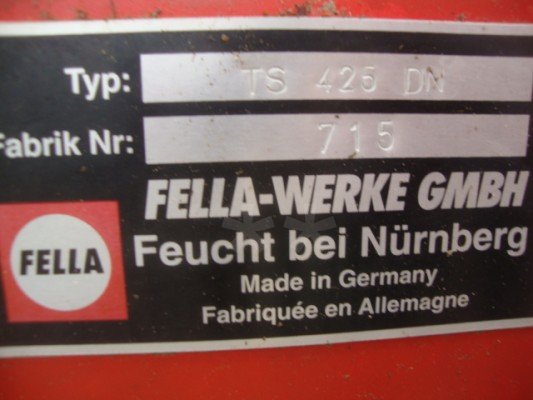 Typ: TS 425 DN
Fabrik Nr: 715
FELLA-WERKE GMBH
FELLA
Feucht bei Nürnberg
Made in Germany
Fabriquée en Allemagne